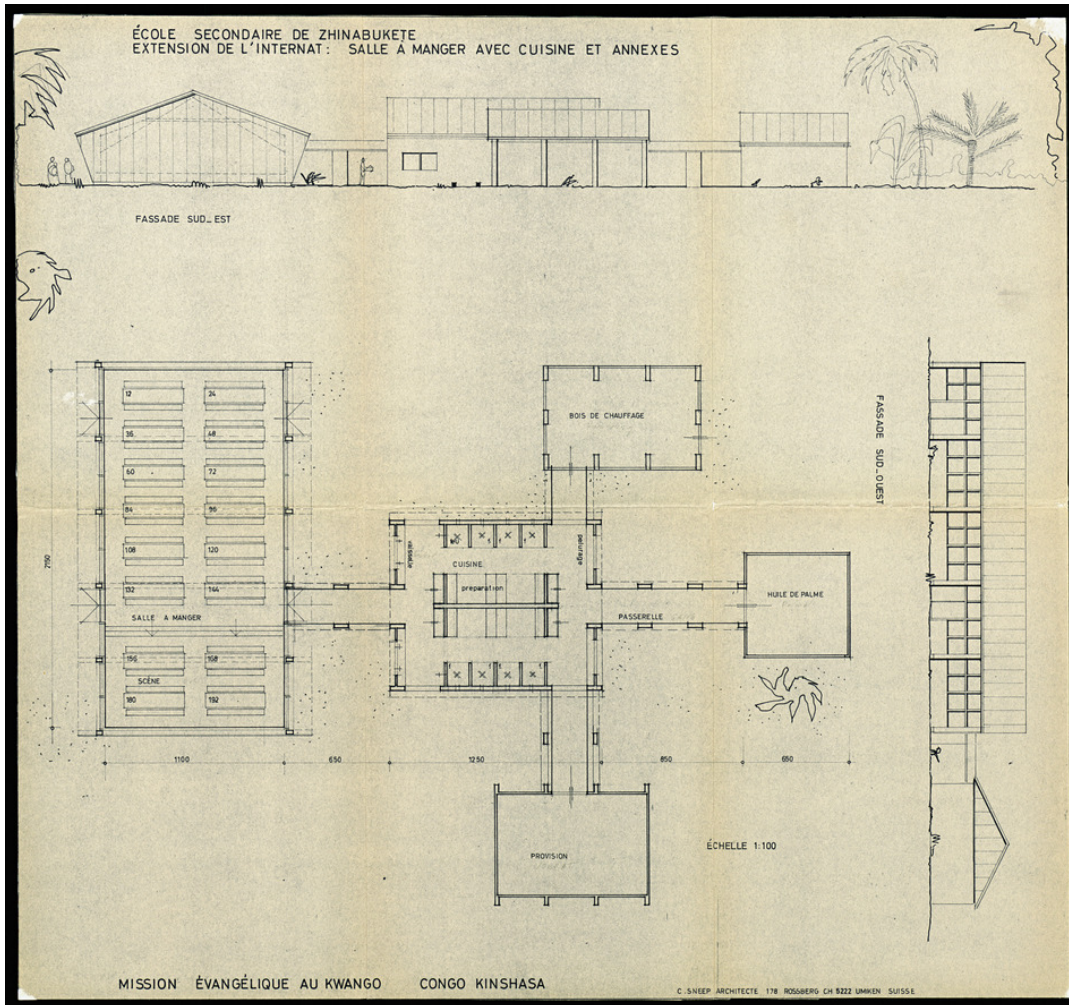 ÉCOLE SECONDAIRE DE ZHINABUKETE
EXTENSION DE L'INTERNAT: SALLE À MANGER AVEC CUISINE ET ANNEXES
FASSADE SUD_EST
12 24
36 48
60 72
84 96
108 120
132 144
SALLE A MANGER
156 168
SCÈNE
180 192
BOIS DE CHAUFFAGE
vaisselle
CUISINE
preparation
pelutage
PASSERELLE
HUILE DE PALME
FASSADE SUD_OUEST
1100 650 1250 850 650
PROVISION
ÉCHELLE 1:100
MISSION ÉVANGÉLIQUE AU KWANGO CONGO KINSHASA
C. SNEEP ARCHITECTE 178 ROSSBERG CH 5222 UMIKEN SUISSE